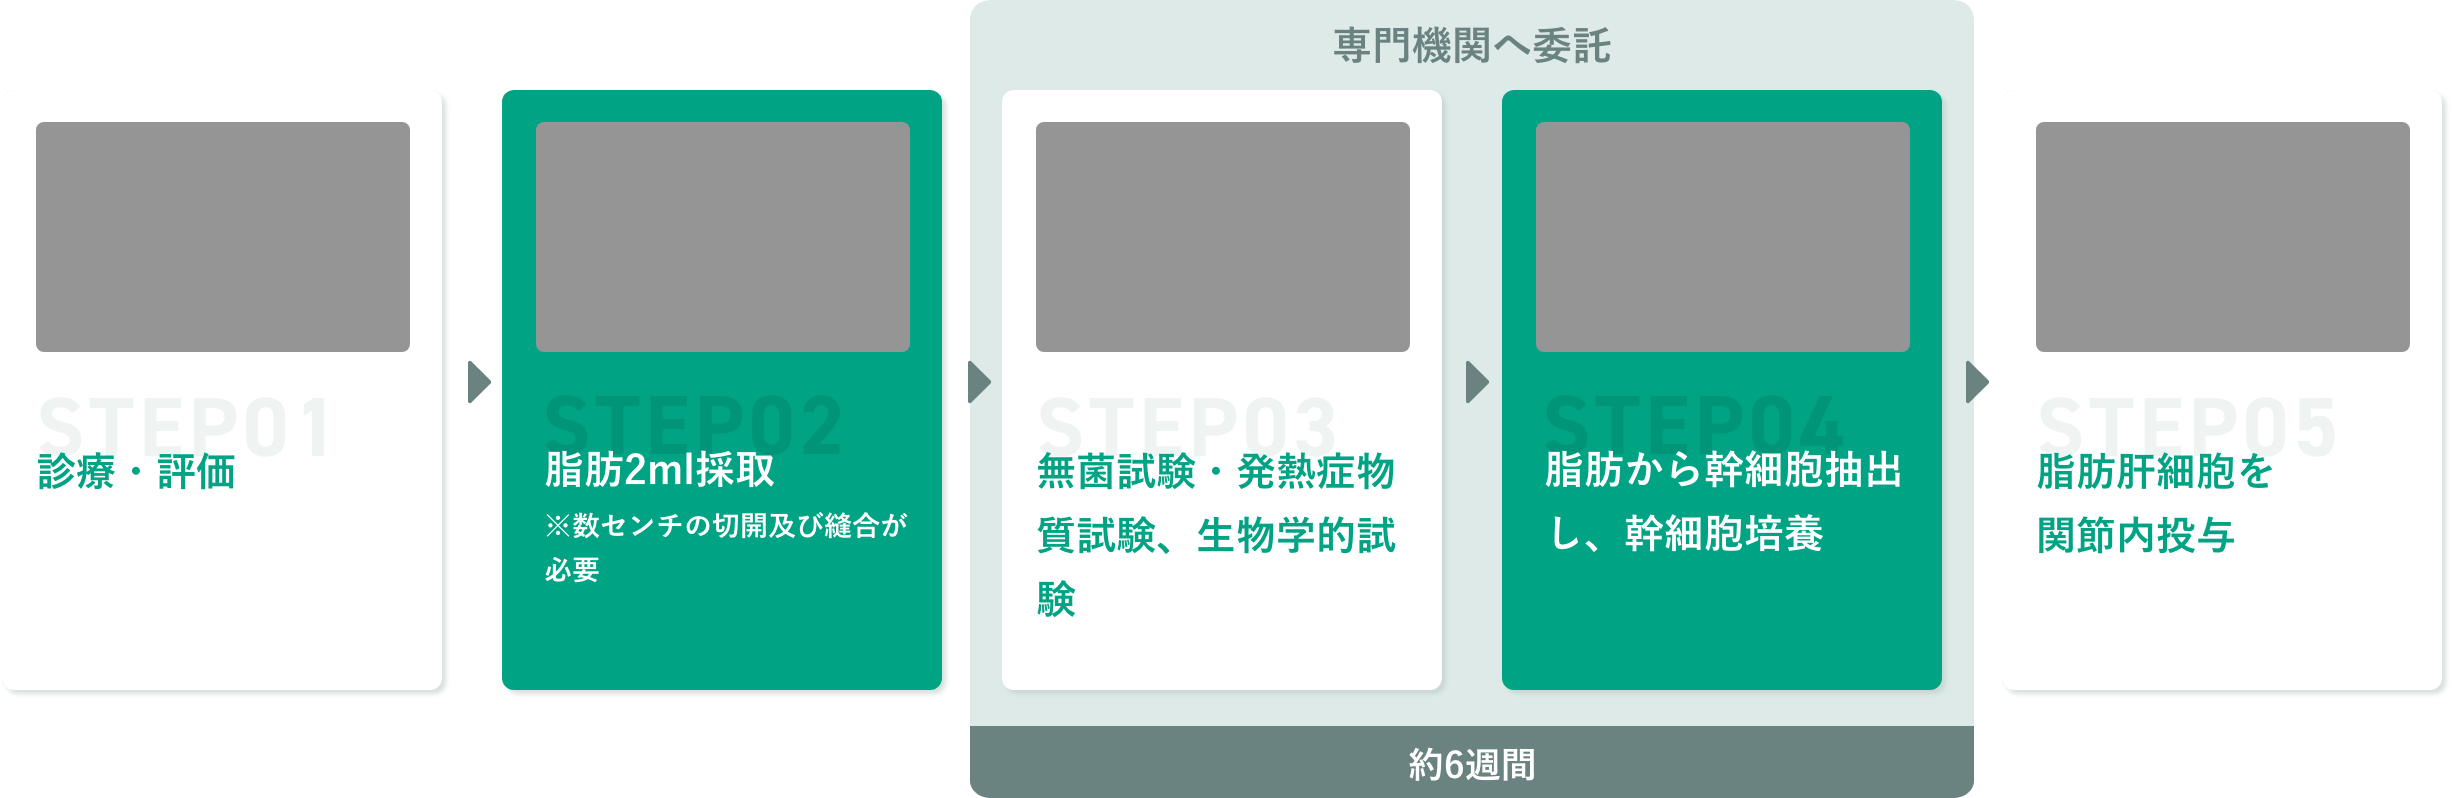 専門機関へ委託
STEP01
診療・評価
STEP02
脂肪2ml採取
※数センチの切開及び縫合が
必要
STEP03
無菌試験・発熱症物
質試験、生物学的試
験
STEP04
脂肪から幹細胞抽出
し、幹細胞培養
STEP05
脂肪肝細胞を
関節内投与
約6週間